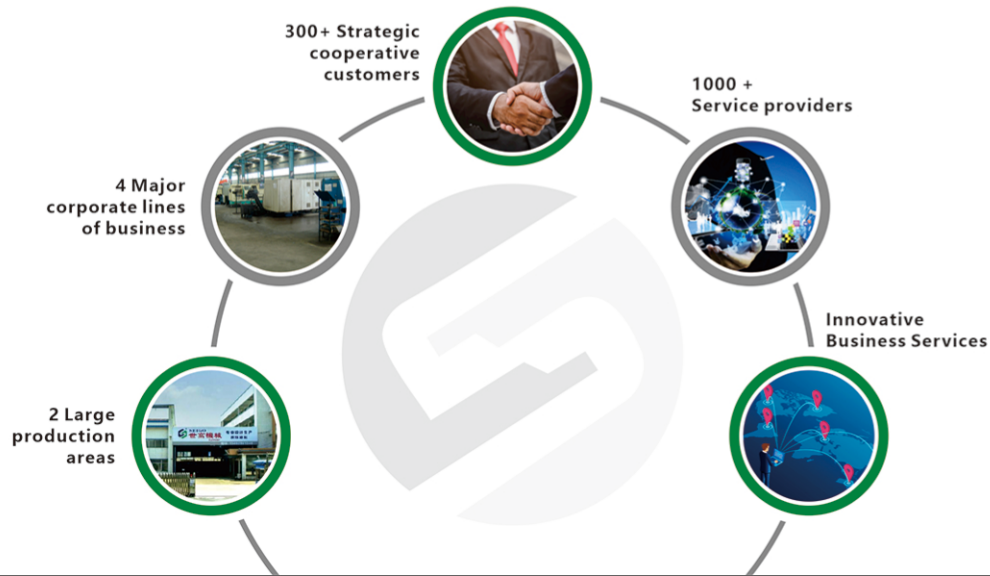 300+ Strategic
cooperative
customers
1000 +
Service providers
4 Major
corporate lines
of business
Innovative
Business Services
2 Large
production
areas